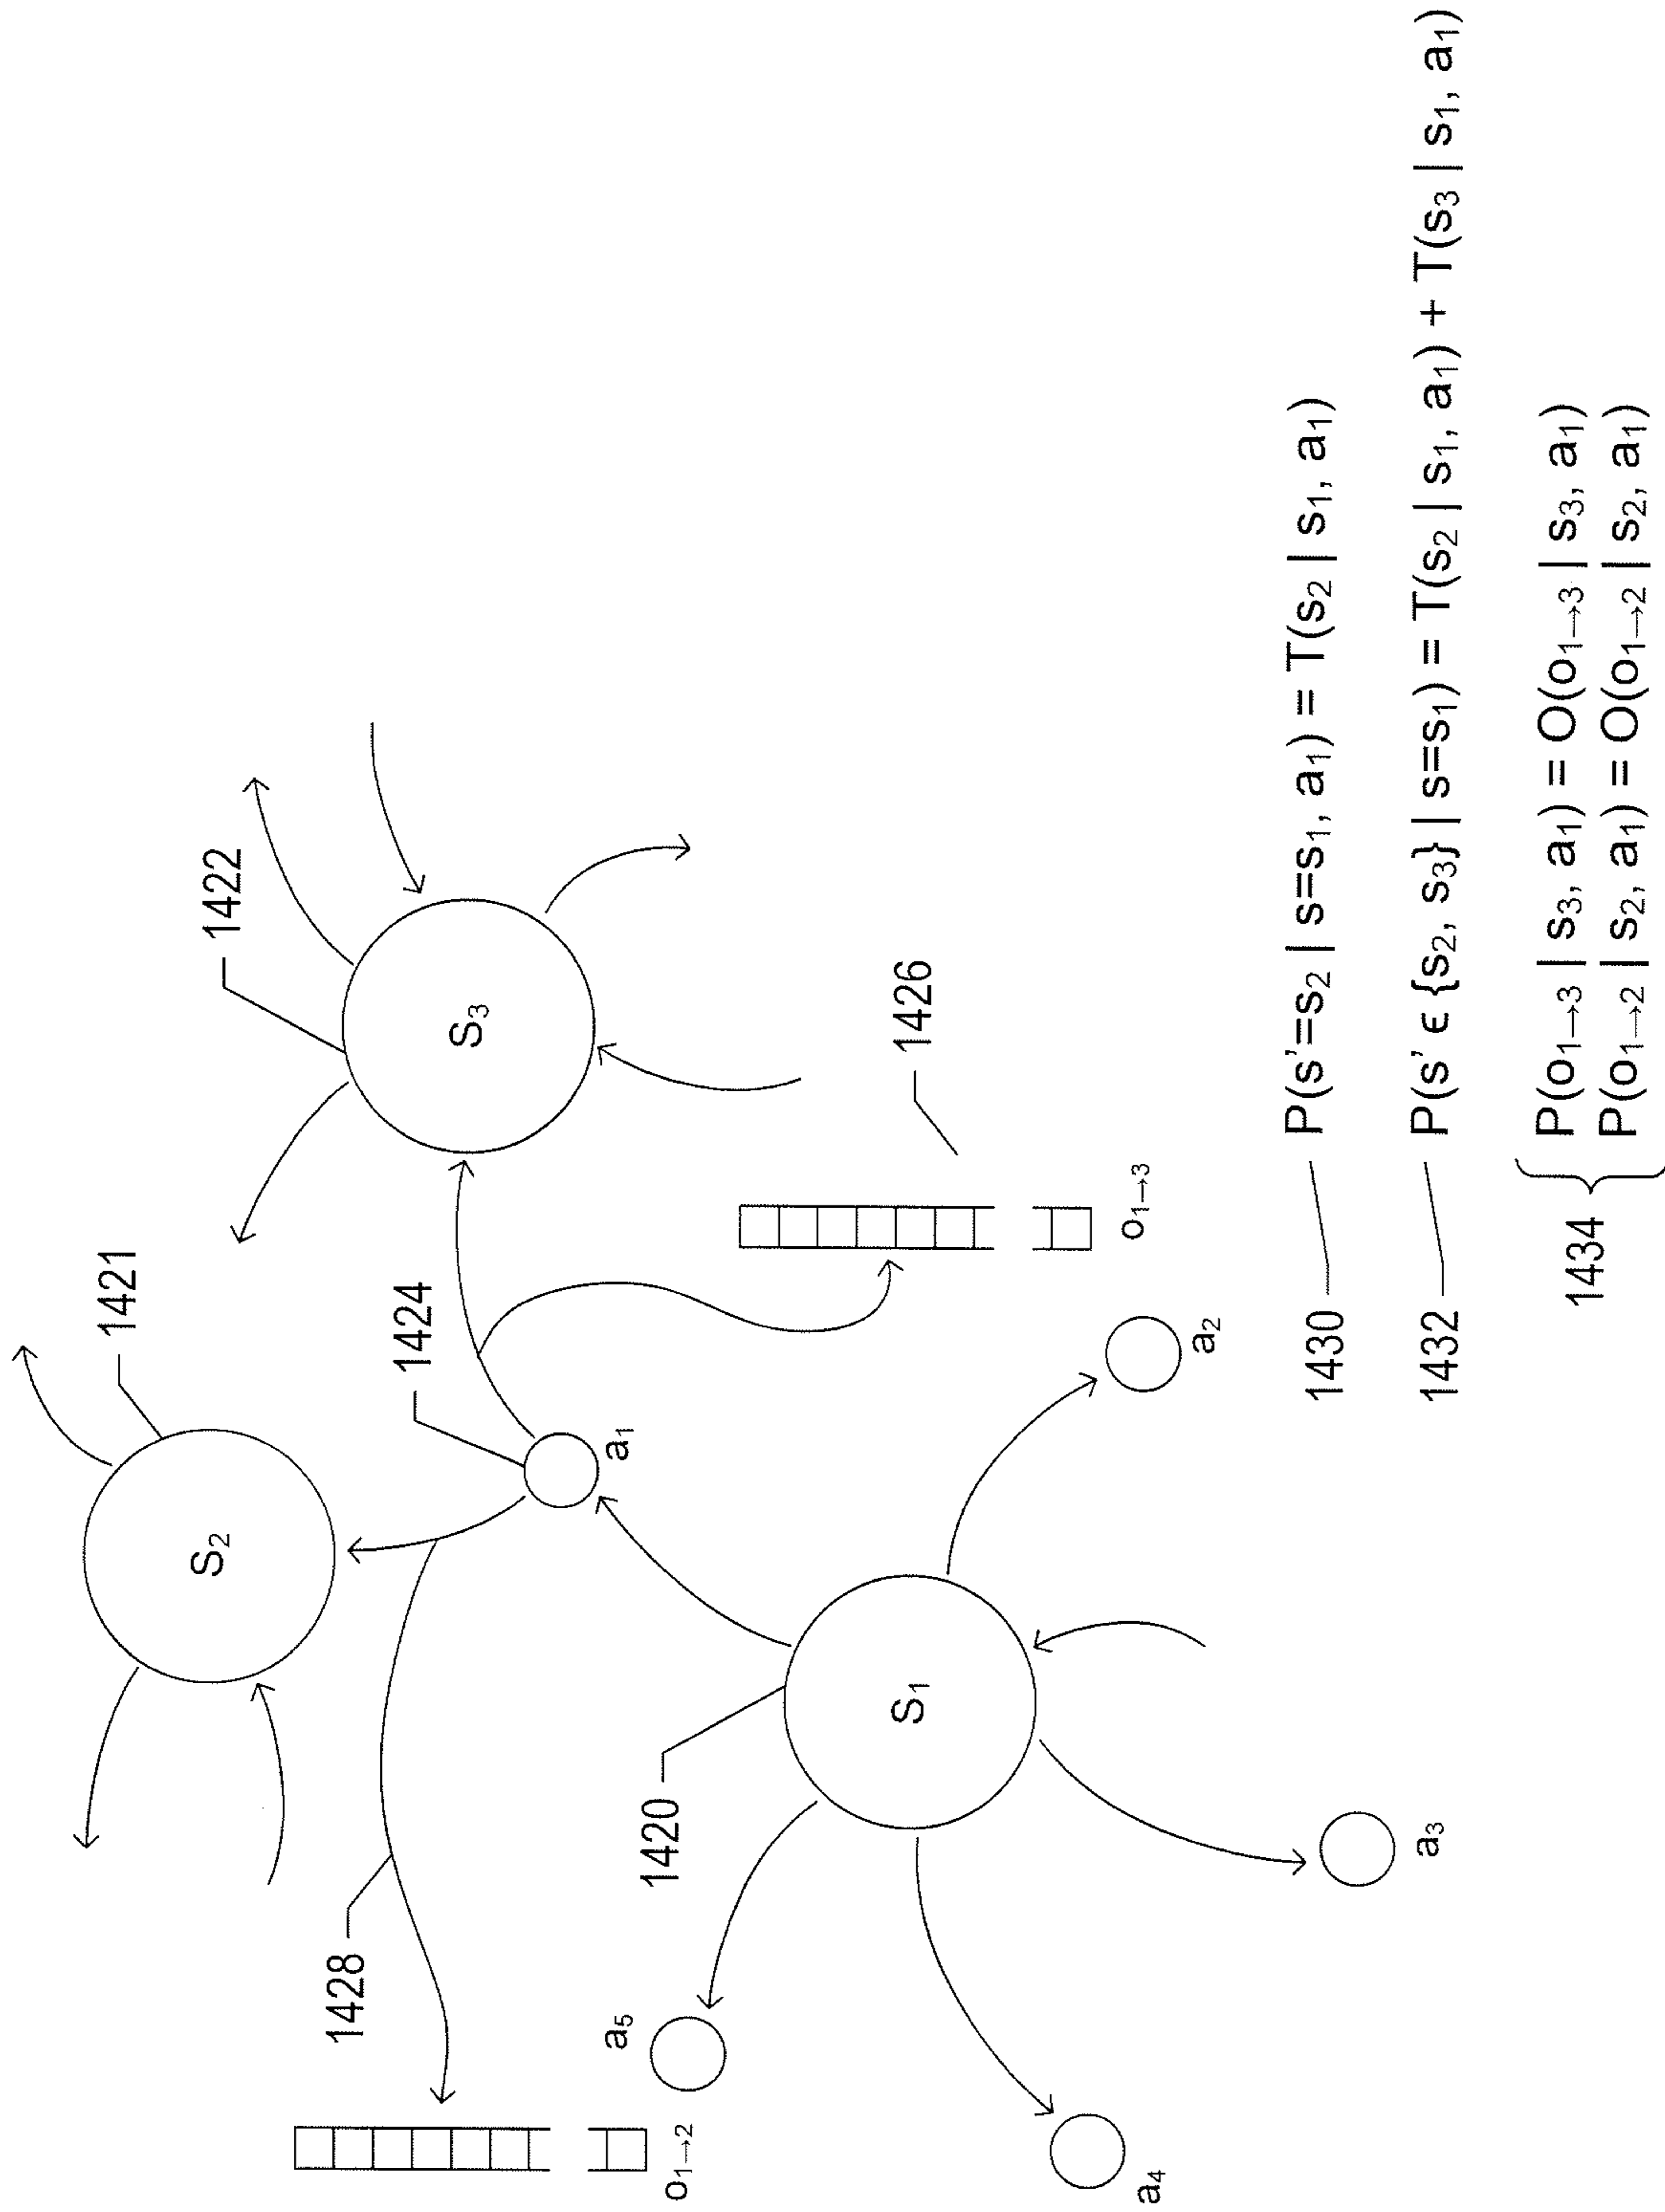 1421
S₂
1422
1428
1424
S₃
a₅
a₁
1420
o₁→₂
S₁
1426
o₁→₃
a₄
a₂
a₃
1430 P(s'=s₂ | s=s₁, a₁) = T(s₂ | s₁, a₁)
1432 P(s' ϵ {s₂, s₃} | s=s₁) = T(s₂ | s₁, a₁) + T(s₃ | s₁, a₁)
1434
P(o₁→₃ | s₃, a₁) = O(o₁→₃ | s₃, a₁)
P(o₁→₂ | s₂, a₁) = O(o₁→₂ | s₂, a₁)